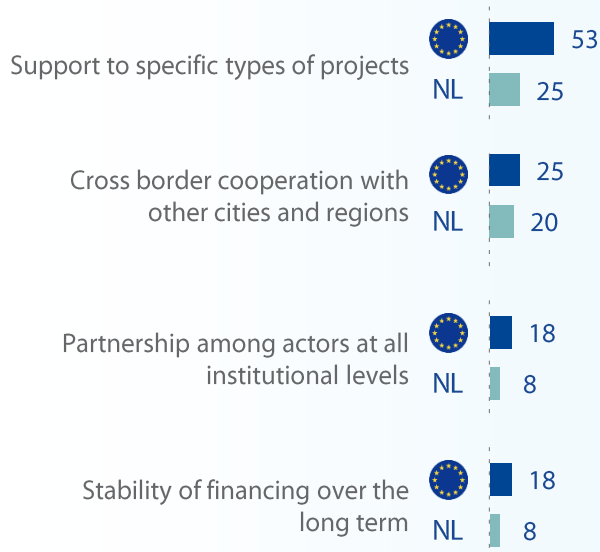 53
Support to specific types of projects
NL 25
25
Cross border cooperation with
other cities and regions
NL 20
18
Partnership among actors at all
institutional levels
NL 8
18
Stability of financing over the
long term
NL 8